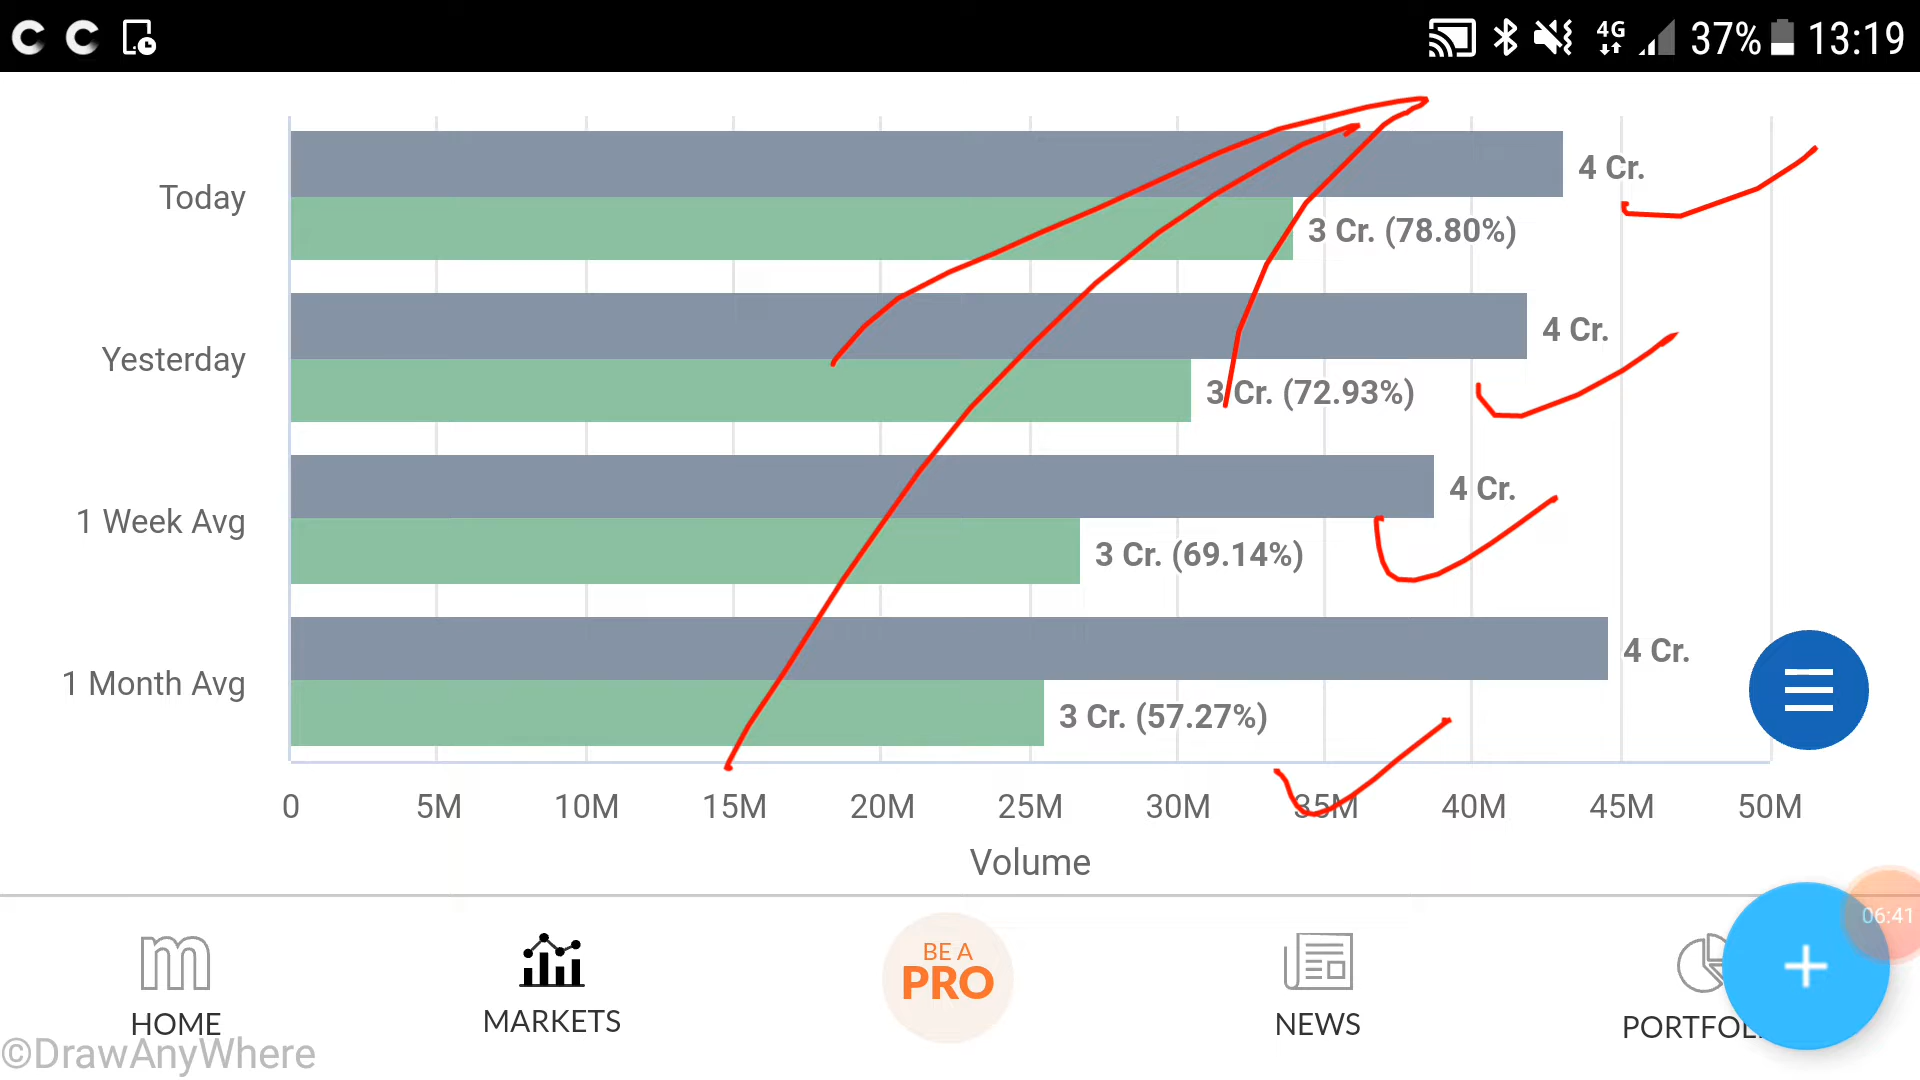 4G 37% 13:19
Today 4 Cr.
3 Cr. (78.80%)
Yesterday 4 Cr.
3 Cr. (72.93%)
1 Week Avg 4 Cr.
3 Cr. (69.14%)
1 Month Avg 4 Cr.
3 Cr. (57.27%)
0 5M 10M 15M 20M 25M 30M 35M 40M 45M 50M
Volume
06:41
BE A
PRO
HOME MARKETS NEWS PORTFOL
©DrawAnyWhere